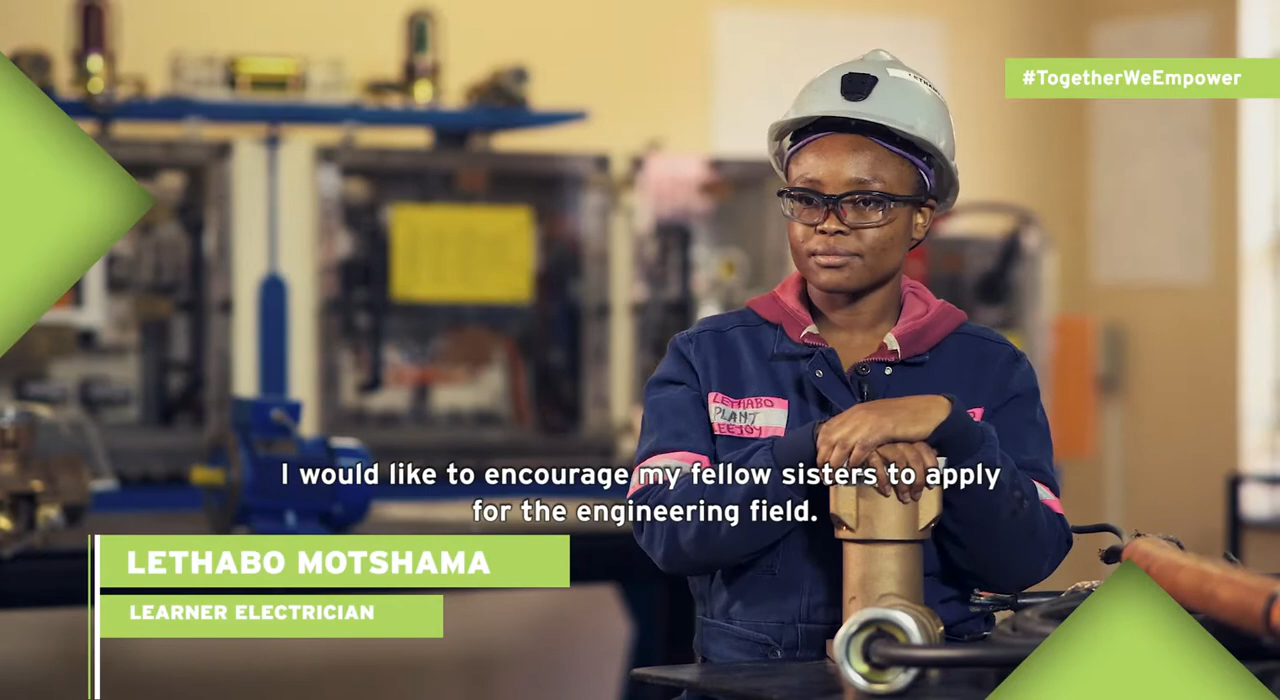 #TogetherWeEmpower
LETHABO
PLANT
I would like to encourage my fellow sisters to apply
for the engineering field.
LETHABO MOTSHAMA
LEARNER ELECTRICIAN